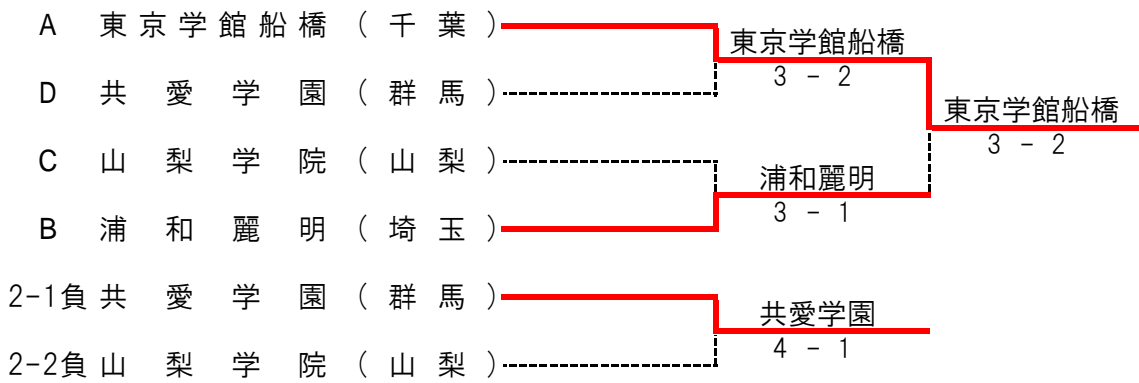 A 東京学館船橋（千葉）
東京学館船橋
3 - 2
D 共愛学園（群馬）
東京学館船橋
3 - 2
C 山梨学院（山梨）
浦和麗明
3 - 1
B 浦和麗明（埼玉）
2-1負 共愛学園（群馬）
共愛学園
4 - 1
2-2負 山梨学院（山梨）